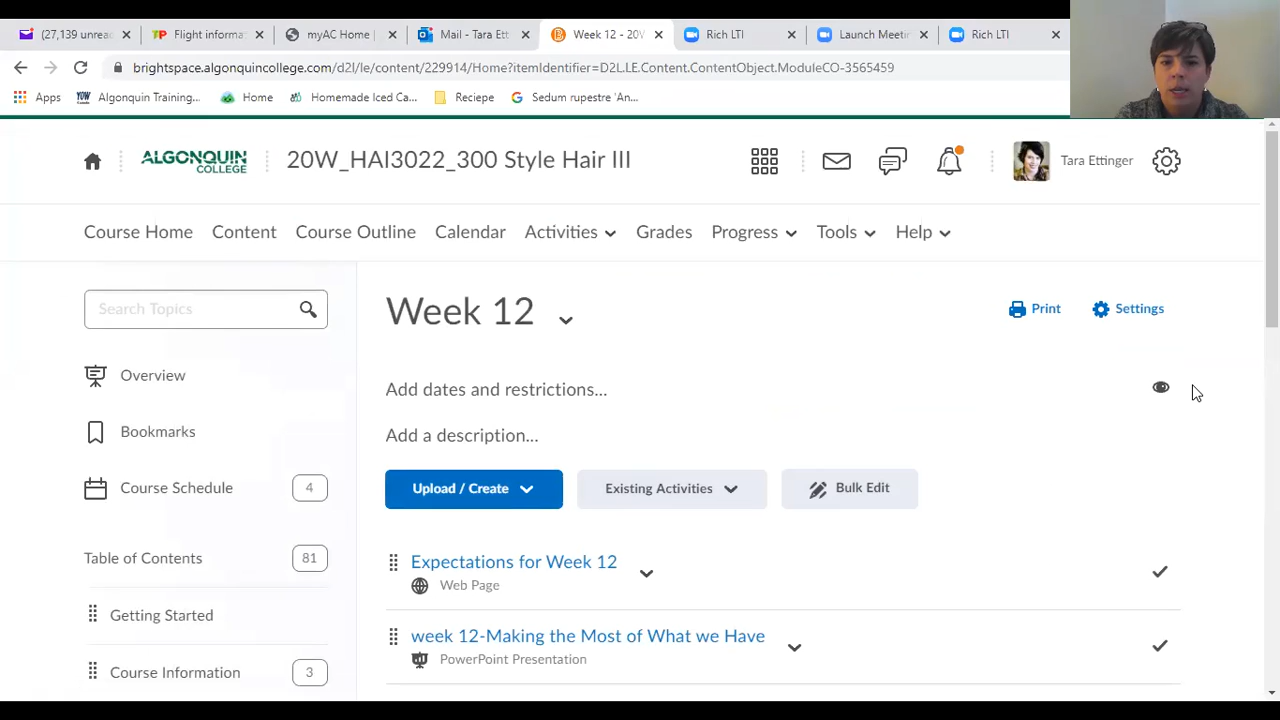 (27,139 unrea
Flight informa
myAC Home
Mail - Tara Ett
Week 12 - 20V
Rich LTI
Launch Meeti
Rich LTI
brightspace.algonquincollege.com/d2l/le/content/229914/Home?itemIdentifier=D2L.LE.Content.ContentObject.ModuleCO-3565459
Apps
Algonquin Training...
Home
Homemade Iced Ca...
Reciepe
Sedum rupestre 'An...
ALGONQUIN
COLLEGE
20W_HAI3022_300 Style Hair III
Tara Ettinger
Course Home
Content
Course Outline
Calendar
Activities
Grades
Progress
Tools
Help
Search Topics
Overview
Bookmarks
Course Schedule
4
Table of Contents
81
Getting Started
Course Information
3
Week 12
Print
Settings
Add dates and restrictions...
Add a description...
Upload / Create
Existing Activities
Bulk Edit
Expectations for Week 12
Web Page
week 12-Making the Most of What we Have
PowerPoint Presentation